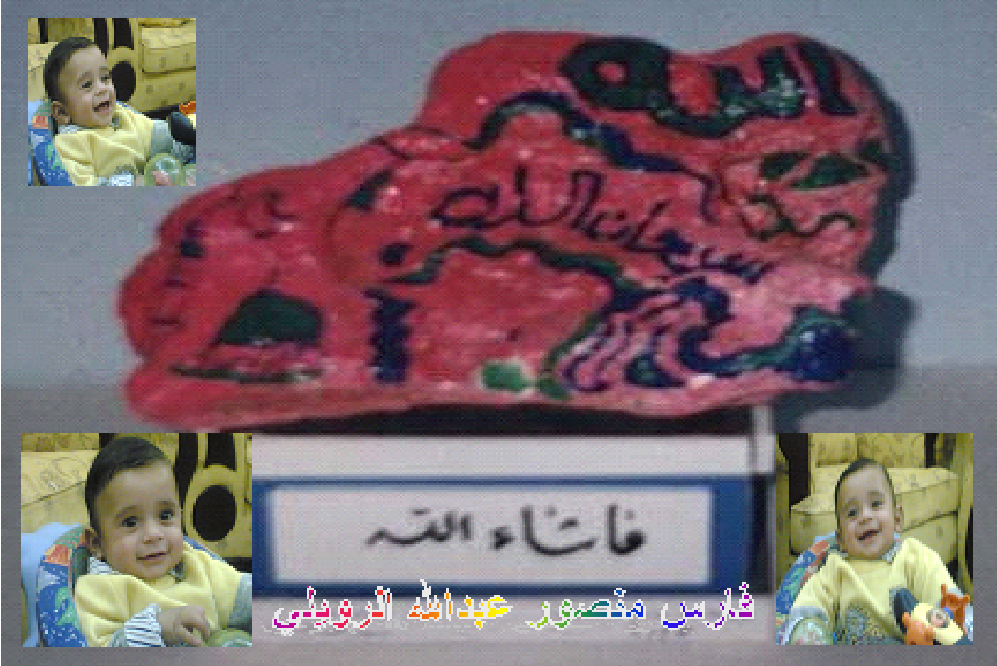 الله
سبحان الله
ماشاء الله
فارس منصور عبدالله الرويلي